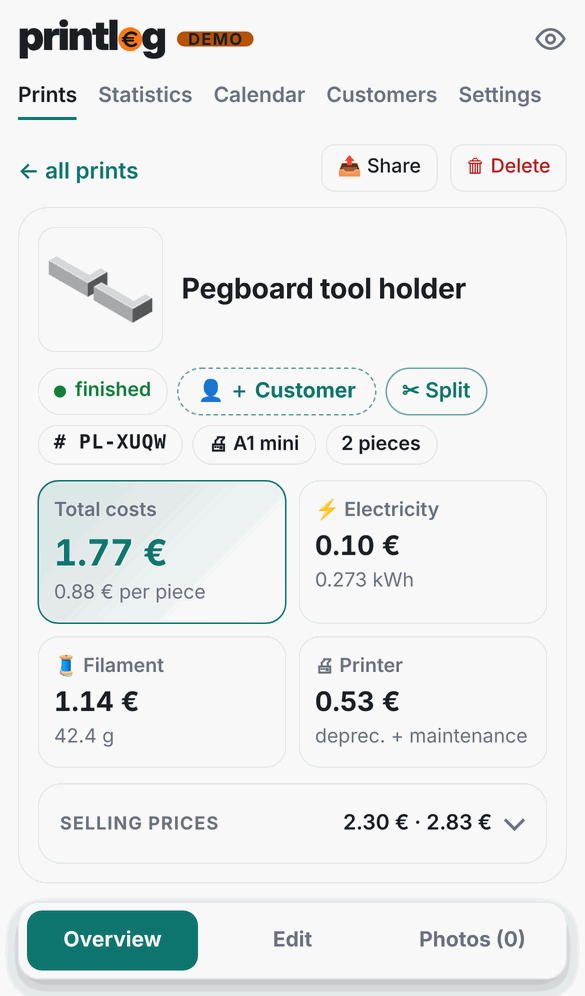 printl€g DEMO
Prints Statistics Calendar Customers Settings
← all prints
Share
Delete
Pegboard tool holder
finished
+ Customer
Split
# PL-XUQW
A1 mini
2 pieces
Total costs
1.77 €
0.88 € per piece
Electricity
0.10 €
0.273 kWh
Filament
1.14 €
42.4 g
Printer
0.53 €
deprec. + maintenance
SELLING PRICES 2.30 € · 2.83 €
Overview Edit Photos (0)